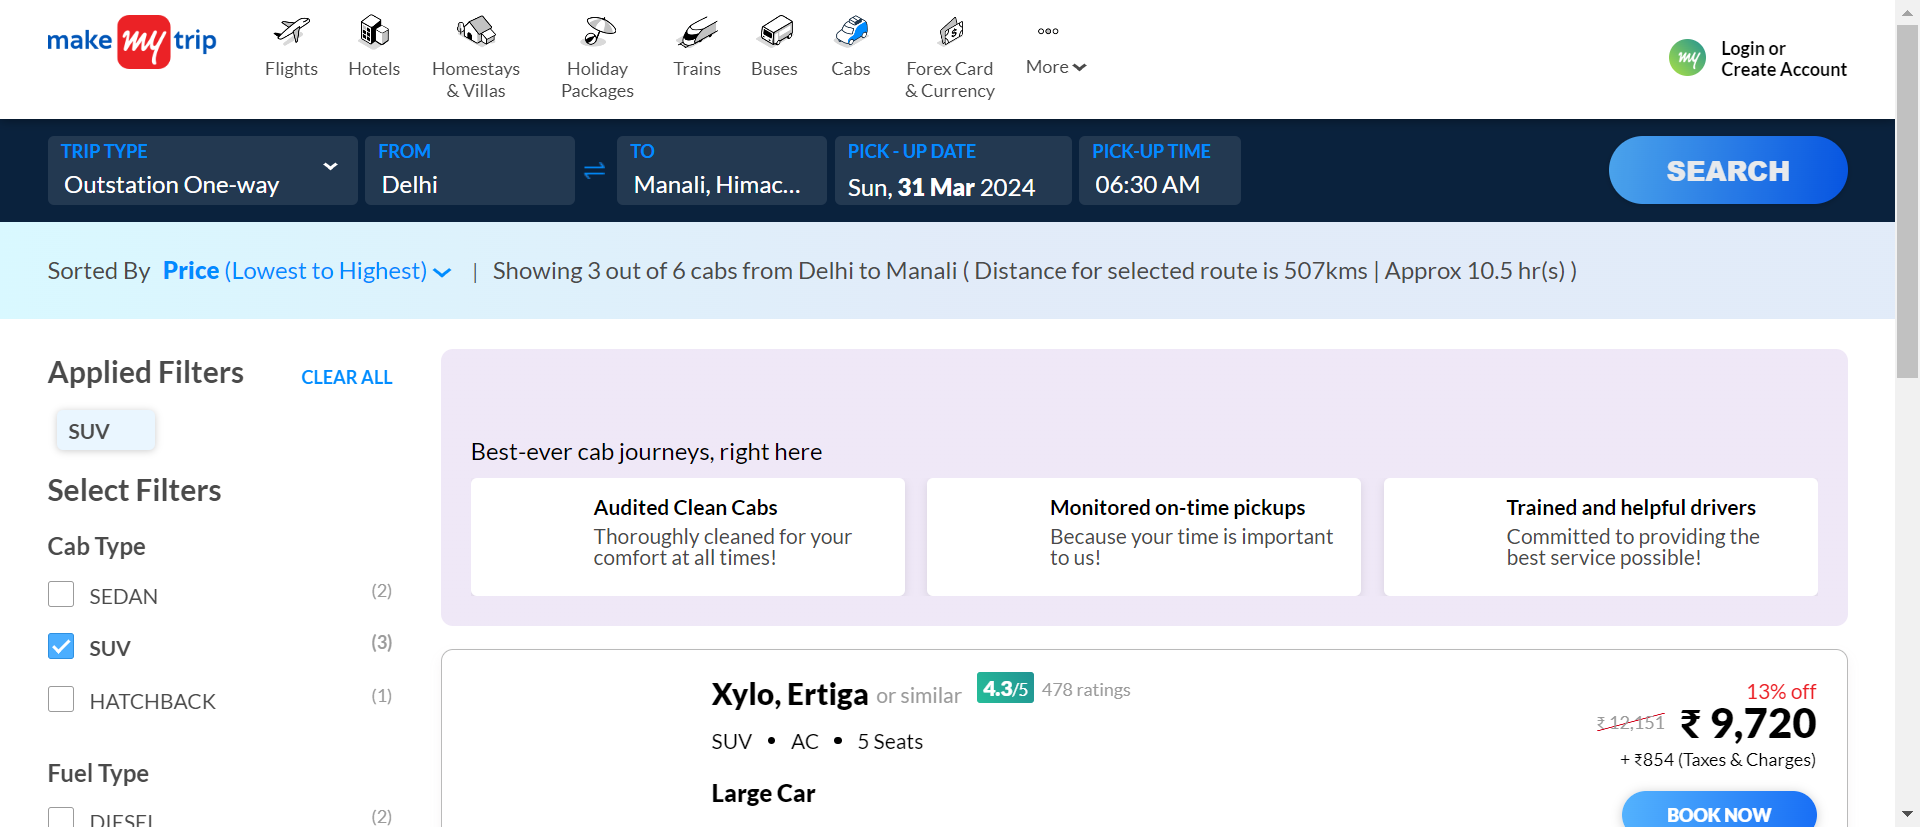 make my trip
Flights
Hotels
Homestays
& Villas
Holiday
Packages
Trains
Buses
Cabs
Forex Card
& Currency
More
my
Login or
Create Account
TRIP TYPE
Outstation One-way
FROM
Delhi
TO
Manali, Himac...
PICK - UP DATE
Sun, 31 Mar 2024
PICK-UP TIME
06:30 AM
SEARCH
Sorted By Price (Lowest to Highest) | Showing 3 out of 6 cabs from Delhi to Manali ( Distance for selected route is 507kms | Approx 10.5 hr(s) )
Applied Filters
CLEAR ALL
SUV
Select Filters
Cab Type
SEDAN (2)
SUV (3)
HATCHBACK (1)
Fuel Type
DIESEL (2)
Best-ever cab journeys, right here
Audited Clean Cabs
Thoroughly cleaned for your
comfort at all times!
Monitored on-time pickups
Because your time is important
to us!
Trained and helpful drivers
Committed to providing the
best service possible!
Xylo, Ertiga or similar 4.3/5 478 ratings
SUV • AC • 5 Seats
Large Car
13% off
₹ 12,151 ₹ 9,720
+ ₹854 (Taxes & Charges)
BOOK NOW